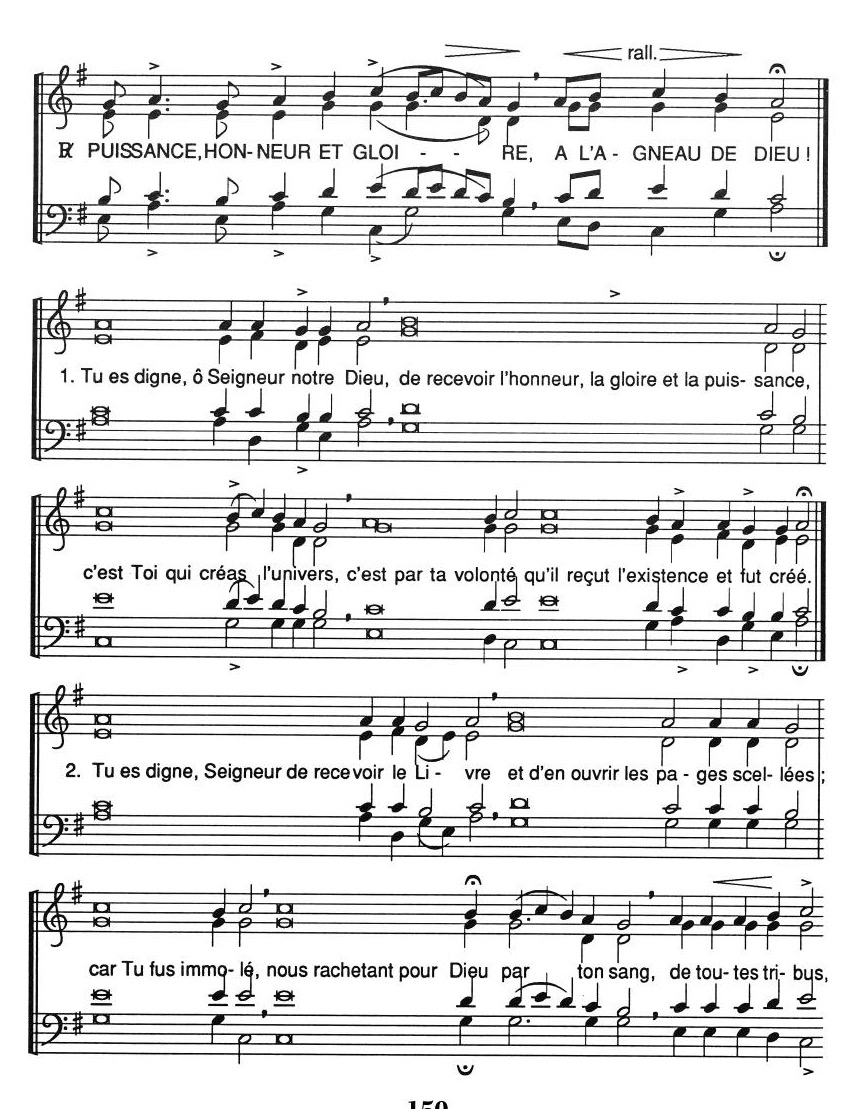 rall.
℟ PUISSANCE, HON-NEUR ET GLOI - - RE, A L'A - GNEAU DE DIEU !
1. Tu es digne, ô Seigneur notre Dieu, de recevoir l'honneur, la gloire et la puis- sance,
c'est Toi qui créas l'univers, c'est par ta volonté qu'il reçut l'existence et fut créé.
2. Tu es digne, Seigneur de recevoir le Li - vre et d'en ouvrir les pa - ges scel- lées ;
car Tu fus immo- lé, nous rachetant pour Dieu par ton sang, de tou- tes tri- bus,